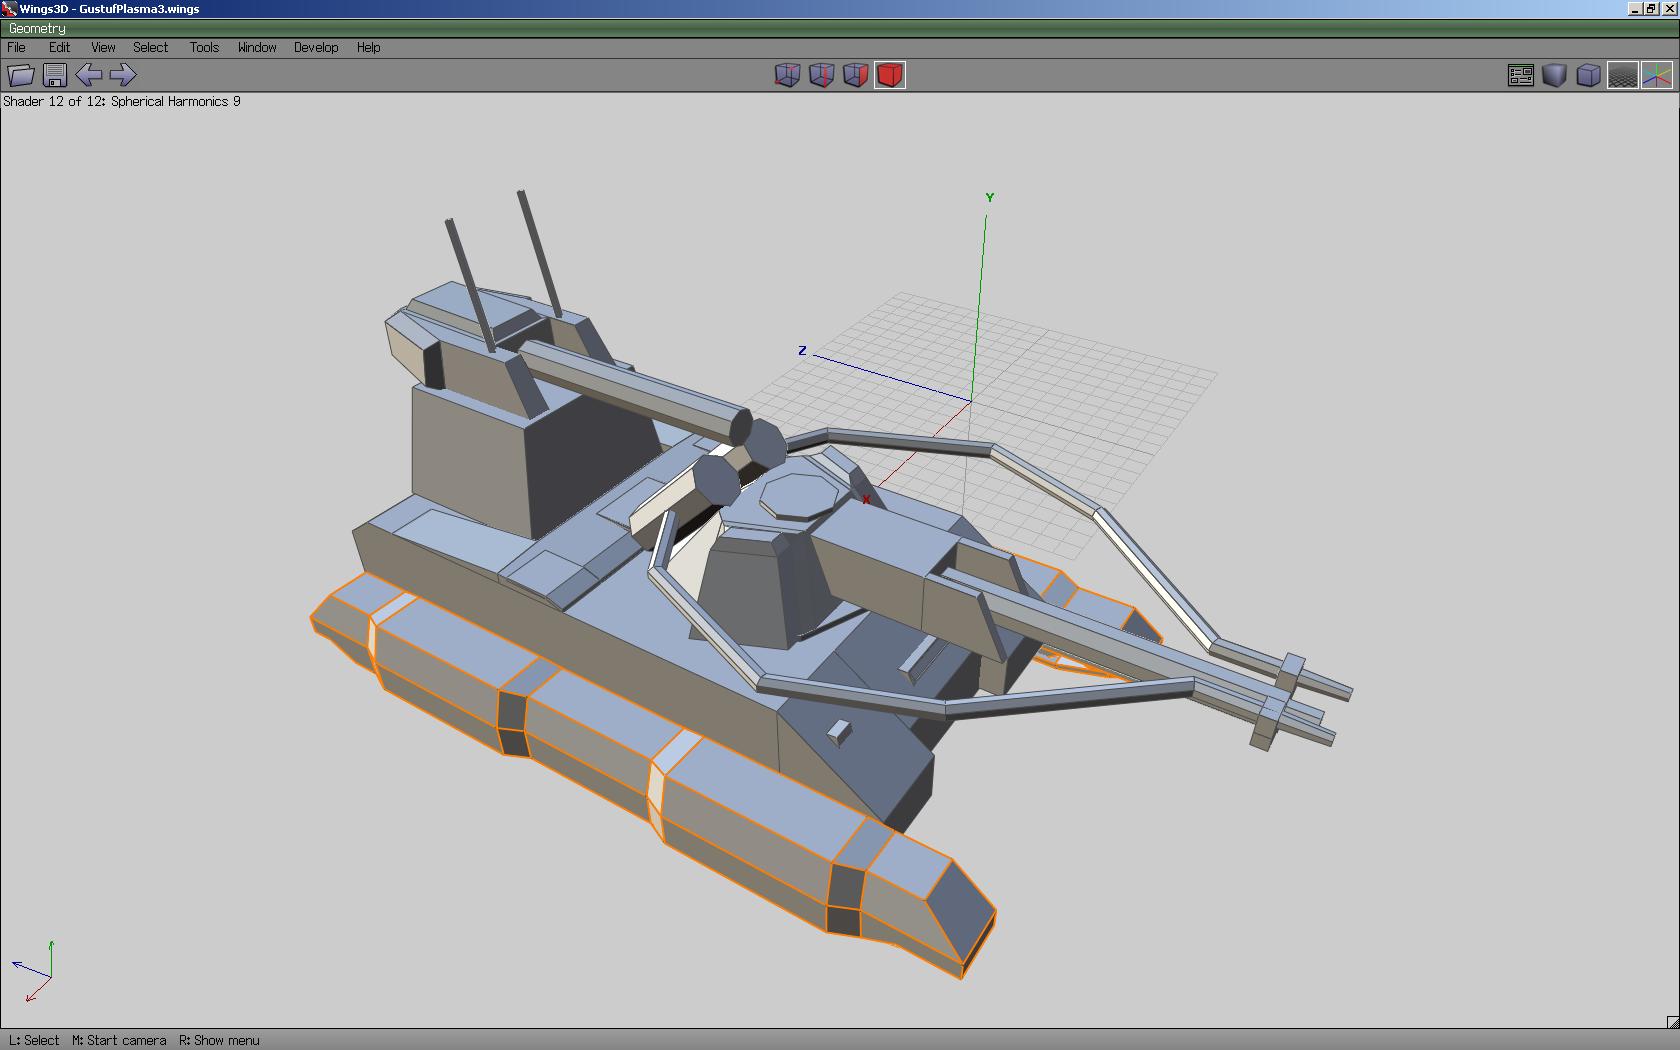 Wings3D - GustufPlasma3.wings
Geometry
File Edit View Select Tools Window Develop Help
Shader 12 of 12: Spherical Harmonics 9
Y
Z
X
L: Select M: Start camera R: Show menu